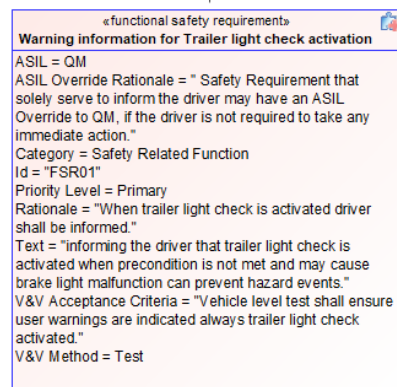 «functional safety requirement»
Warning information for Trailer light check activation
ASIL = QM
ASIL Override Rationale = " Safety Requirement that
solely serve to inform the driver may have an ASIL
Override to QM, if the driver is not required to take any
immediate action."
Category = Safety Related Function
Id = "FSR01"
Priority Level = Primary
Rationale = "When trailer light check is activated driver
shall be informed."
Text = "informing the driver that trailer light check is
activated when precondition is not met and may cause
brake light malfunction can prevent hazard events."
V&V Acceptance Criteria = "Vehicle level test shall ensure
user warnings are indicated always trailer light check
activated."
V&V Method = Test